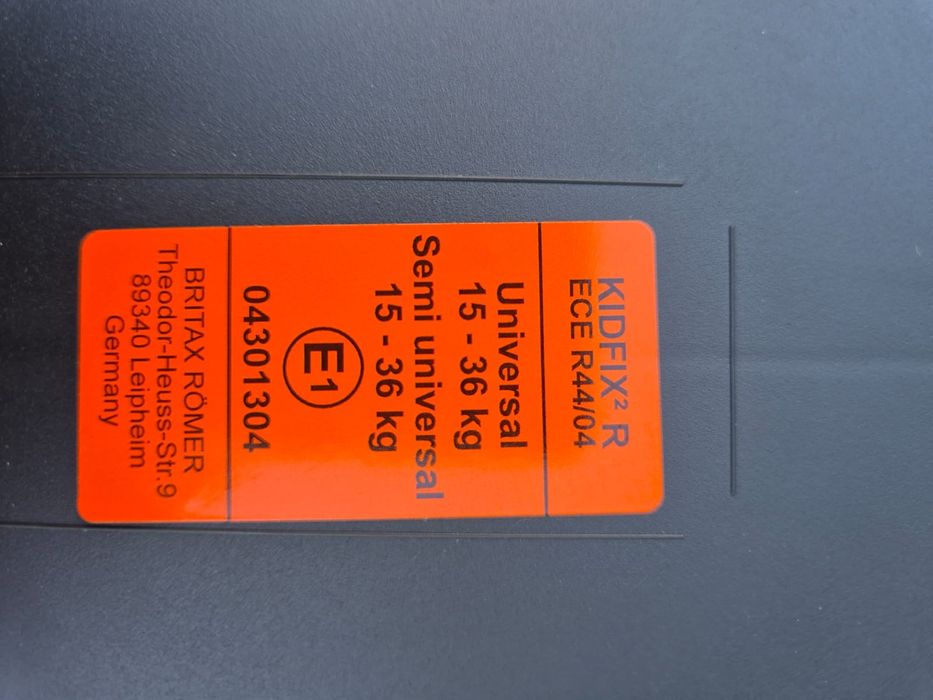 KIDFIX² R
ECE R44/04
Universal
15 - 36 kg
Semi universal
15 - 36 kg
E1
04301304
BRITAX RÖMER
Theodor-Heuss-Str.9
89340 Leipheim
Germany